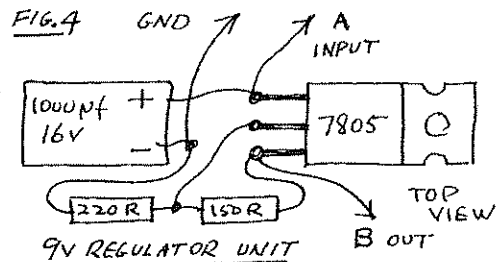 FIG.4 GND A
INPUT
1000µf +
16V -
7805
220R 150R
TOP
VIEW
B OUT
9V REGULATOR UNIT